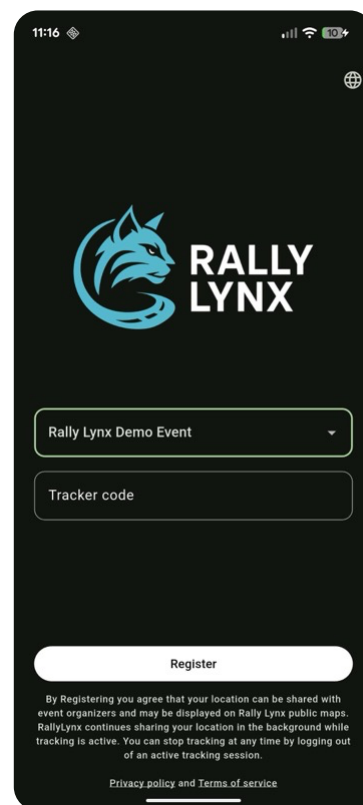 11:16
10
RALLY
LYNX
Rally Lynx Demo Event
Tracker code
Register
By Registering you agree that your location can be shared with
event organizers and may be displayed on Rally Lynx public maps.
RallyLynx continues sharing your location in the background while
tracking is active. You can stop tracking at any time by logging out
of an active tracking session.
Privacy policy and Terms of service